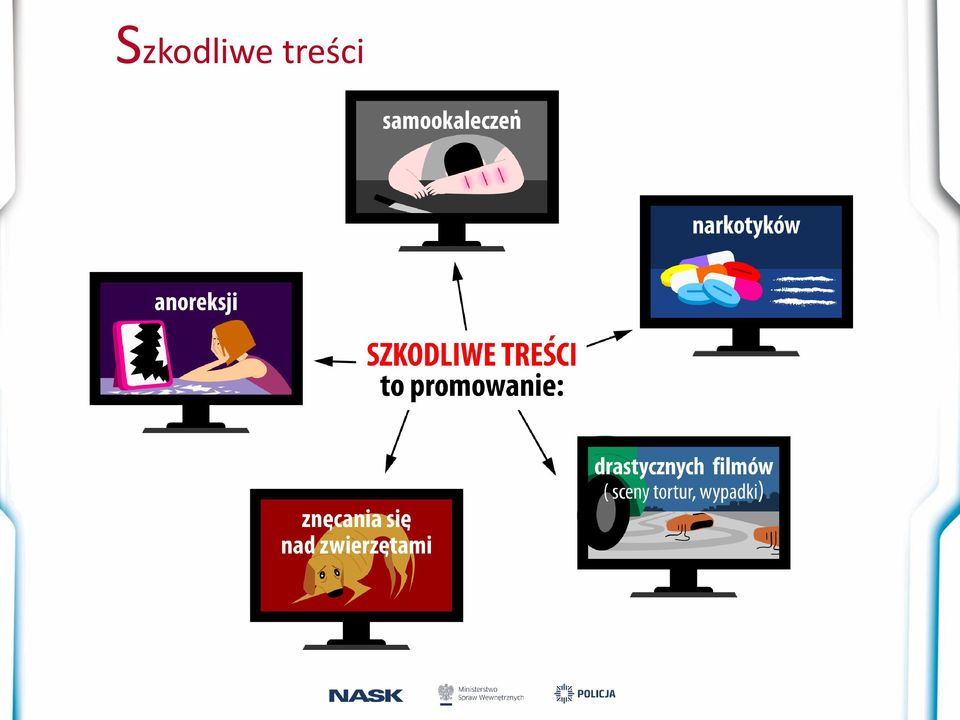 Szkodliwe treści
samookaleczeń
narkotyków
anoreksji
SZKODLIWE TREŚCI
to promowanie:
drastycznych filmów
( sceny tortur, wypadki)
znęcania się
nad zwierzętami
NASK
Ministerstwo
Spraw Wewnętrznych
POLICJA